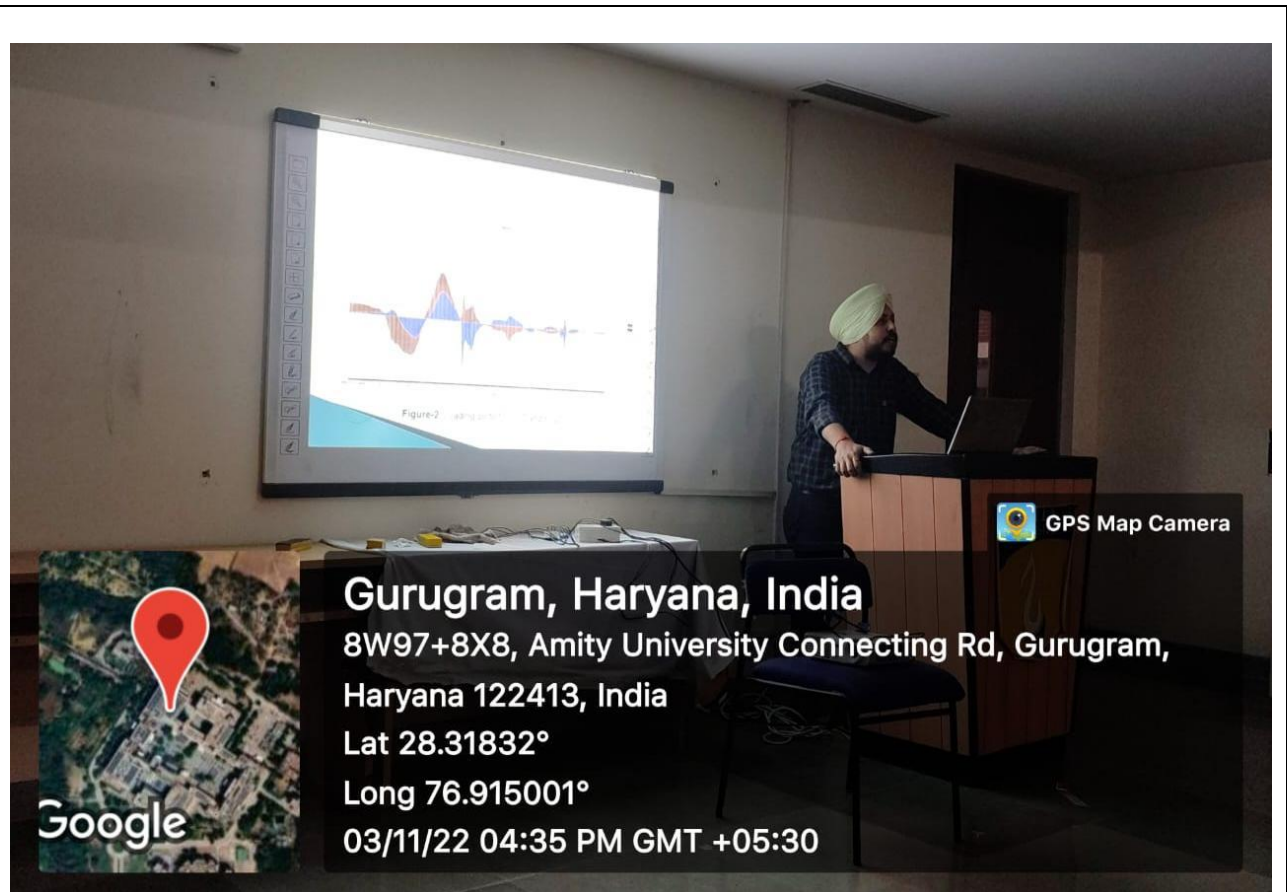 Figure-2
GPS Map Camera
Gurugram, Haryana, India
8W97+8X8, Amity University Connecting Rd, Gurugram,
Haryana 122413, India
Lat 28.31832°
Long 76.915001°
03/11/22 04:35 PM GMT +05:30
Google